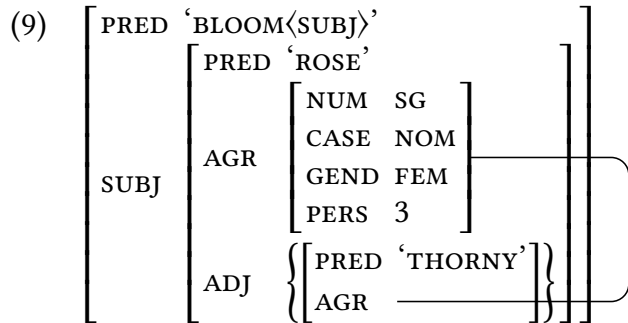 (9) PRED ‘BLOOM⟨SUBJ⟩’
PRED ‘ROSE’
NUM SG
CASE NOM
AGR
GEND FEM
SUBJ
PERS 3
PRED ‘THORNY’
ADJ
AGR